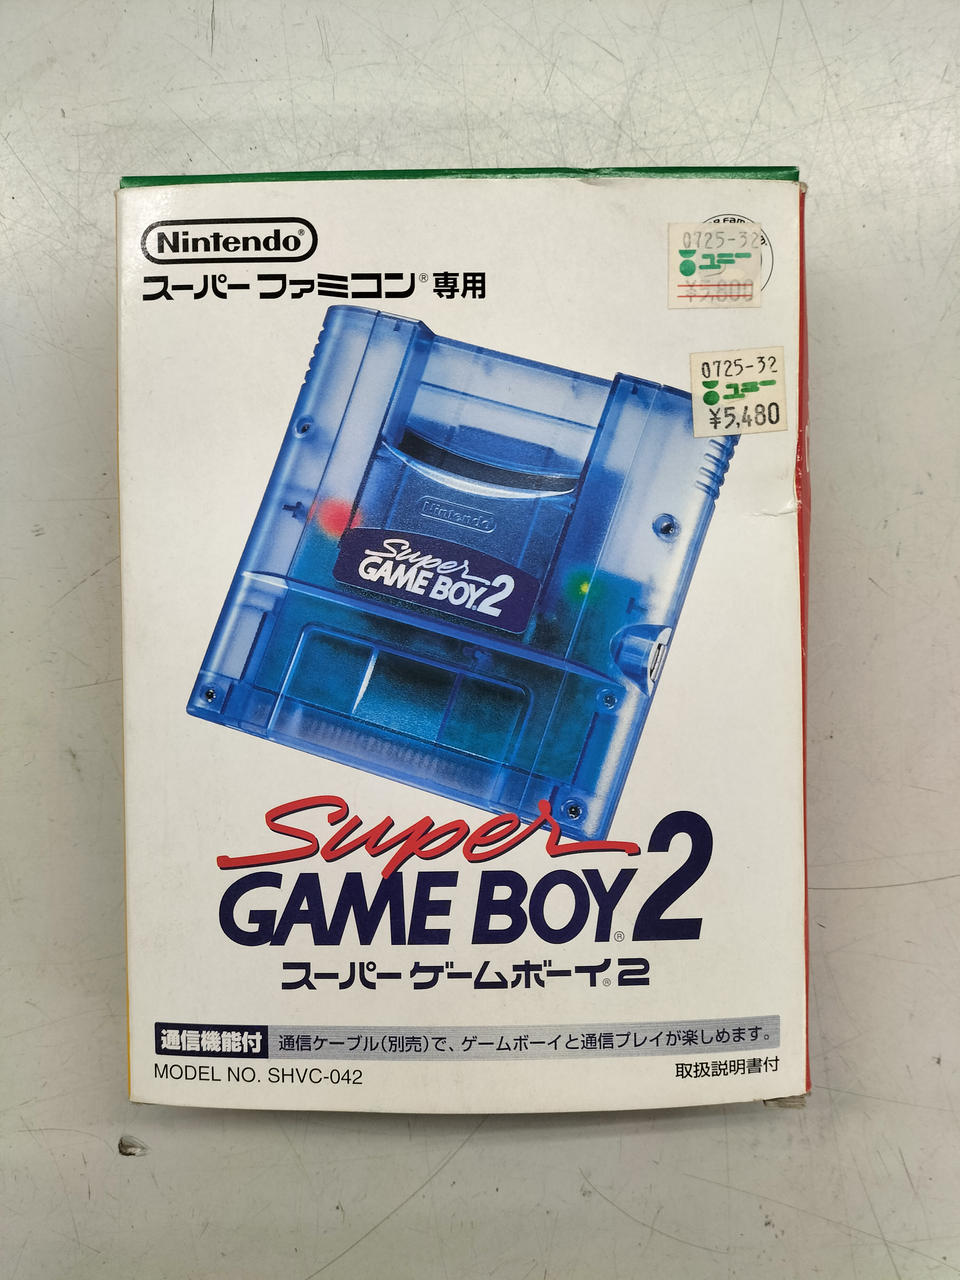 Nintendo®
スーパーファミコン®専用
0725-32
ユニー
¥5,800
0725-32
ユニー
¥5,480
Nintendo
Super
GAME BOY 2
Super
GAME BOY®2
スーパーゲームボーイ®2
通信機能付 通信ケーブル(別売)で、ゲームボーイと通信プレイが楽しめます。
MODEL NO. SHVC-042
取扱説明書付